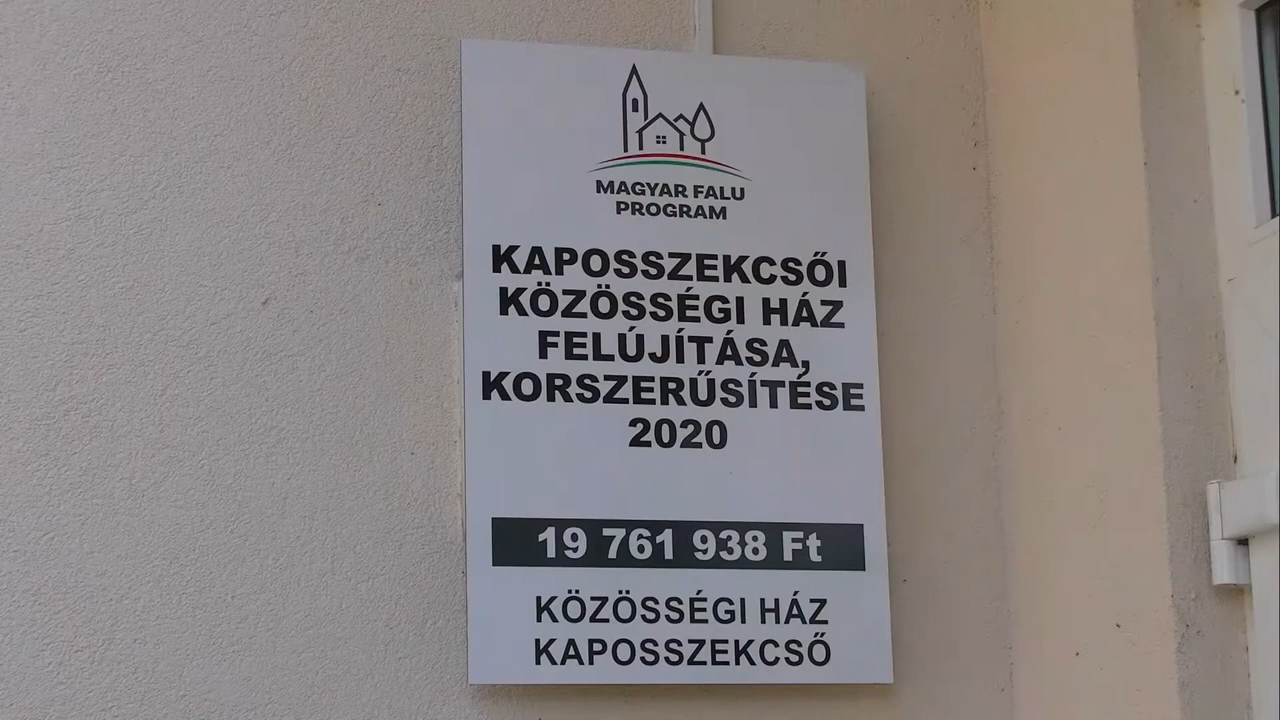 MAGYAR FALU
PROGRAM
KAPOSSZEKCSŐI
KÖZÖSSÉGI HÁZ
FELÚJÍTÁSA,
KORSZERŰSÍTÉSE
2020
19 761 938 Ft
KÖZÖSSÉGI HÁZ
KAPOSSZEKCSŐ